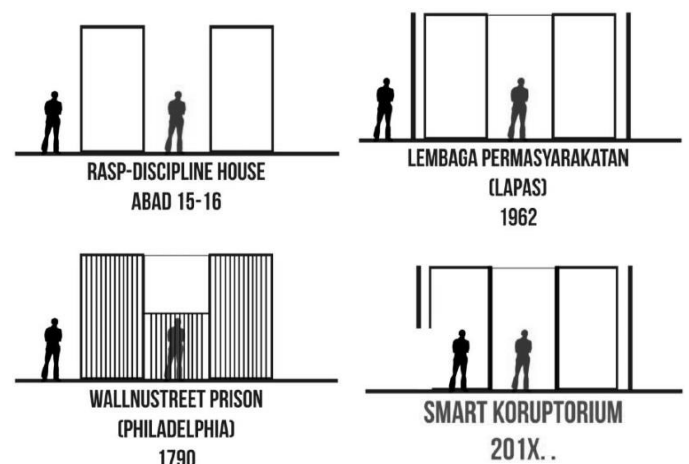 RASP-DISCIPLINE HOUSE
ABAD 15-16
LEMBAGA PERMASYARAKATAN
(LAPAS)
1962
WALLNUSTREET PRISON
(PHILADELPHIA)
1790
SMART KORUPTORIUM
201X..